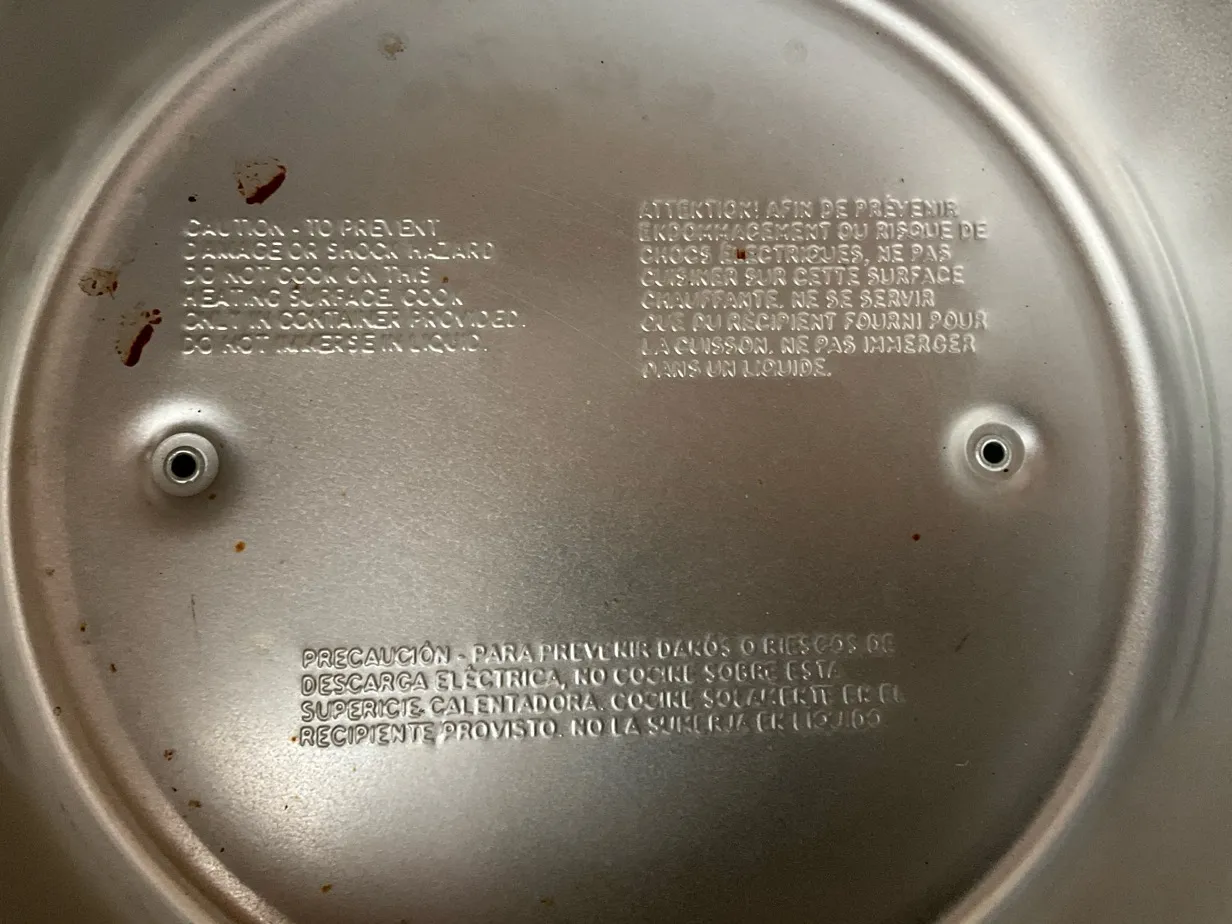 CAUTION - TO PREVENT
DAMAGE OR SHOCK HAZARD
DO NOT COOK ON THIS
HEATING SURFACE. COOK
ONLY IN CONTAINER PROVIDED.
DO NOT IMMERSE IN LIQUID.
ATTENTION! AFIN DE PRÉVENIR
ENDOMMAGEMENT OU RISQUE DE
CHOCS ÉLECTRIQUES, NE PAS
CUISINER SUR CETTE SURFACE
CHAUFFANTE. NE SE SERVIR
QUE DU RÉCIPIENT FOURNI POUR
LA CUISSON. NE PAS IMMERGER
DANS UN LIQUIDE.
PRECAUCIÓN - PARA PREVENIR DAÑOS O RIESGOS DE
DESCARGA ELÉCTRICA, NO COCINE SOBRE ESTA
SUPERICIE CALENTADORA. COCINE SOLAMENTE EN EL
RECIPIENTE PROVISTO. NO LA SUMERJA EN LÍQUIDO.